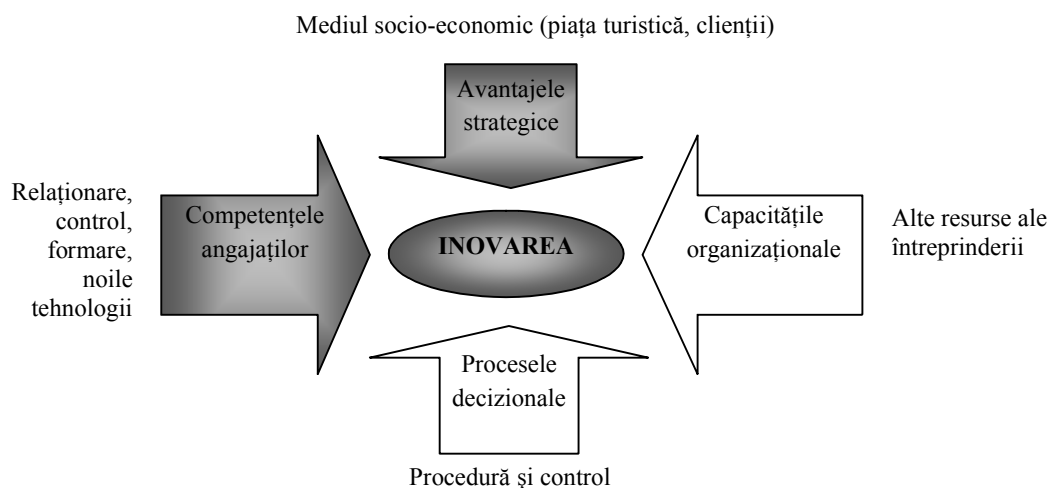 Mediul socio-economic (piața turistică, clienții)
Avantajele
strategice
Relaționare,
control,
formare,
noile
tehnologii
Competențele
angajaților
INOVAREA
Capacitățile
organizaționale
Alte resurse ale
întreprinderii
Procesele
decizionale
Procedură și control